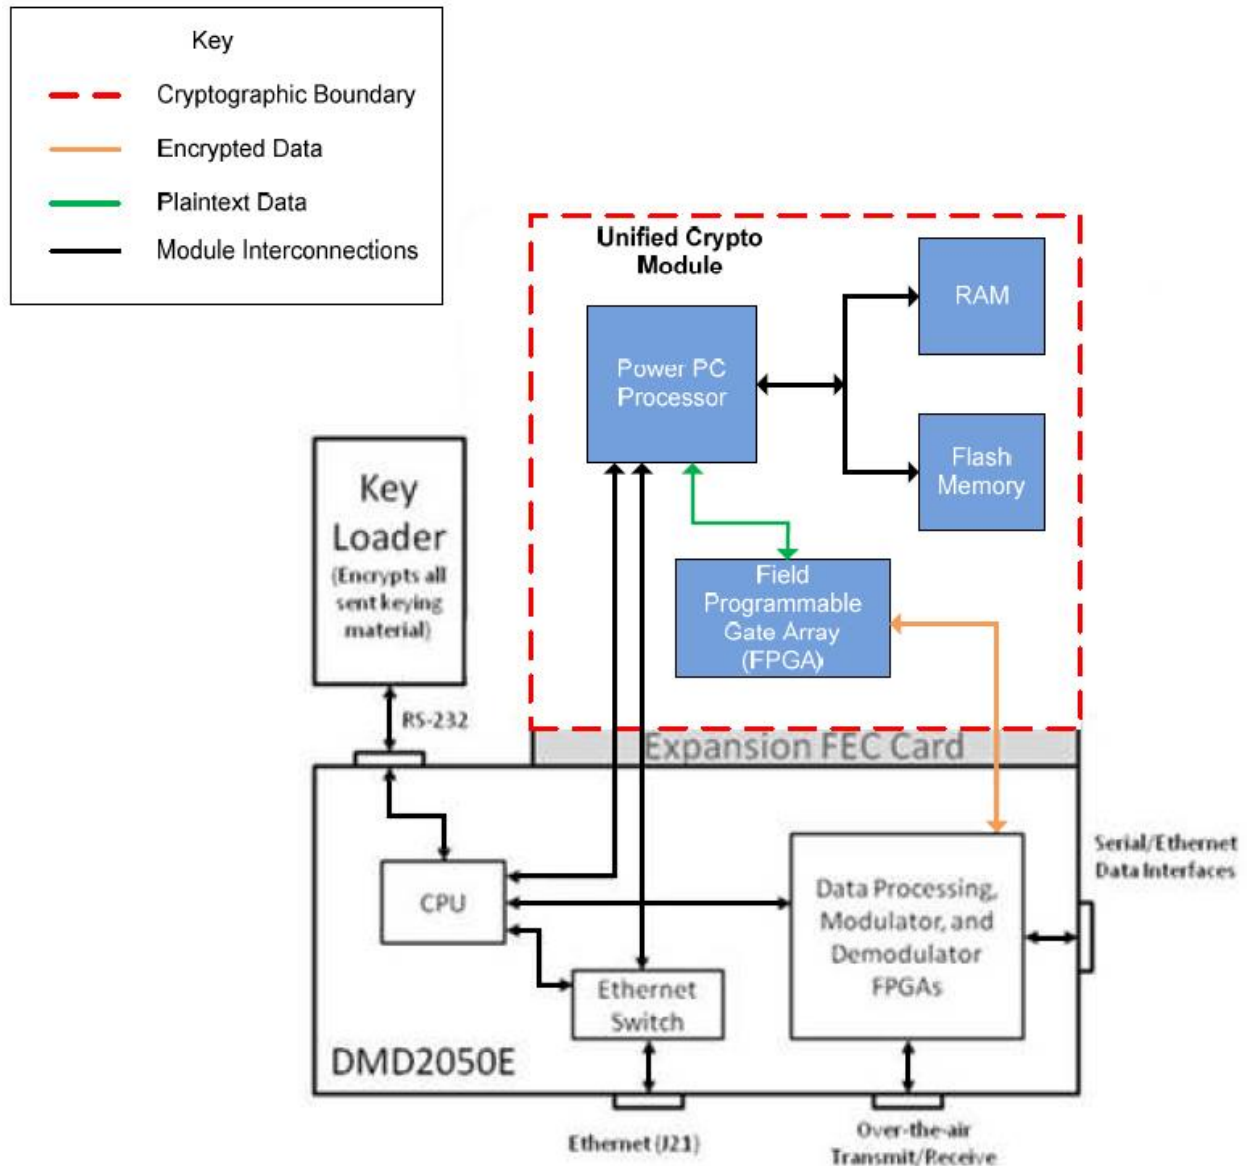 Key
Cryptographic Boundary
Encrypted Data
Plaintext Data
Module Interconnections
Unified Crypto
Module
RAM
Power PC
Processor
Flash
Memory
Key
Loader
(Encrypts all
sent keying
material)
Field
Programmable
Gate Array
(FPGA)
RS-232
Expansion FEC Card
Serial/Ethernet
Data Interfaces
CPU
Data Processing,
Modulator, and
Demodulator
FPGAs
Ethernet
Switch
DMD2050E
Ethernet (J21)
Over-the-air
Transmit/Receive